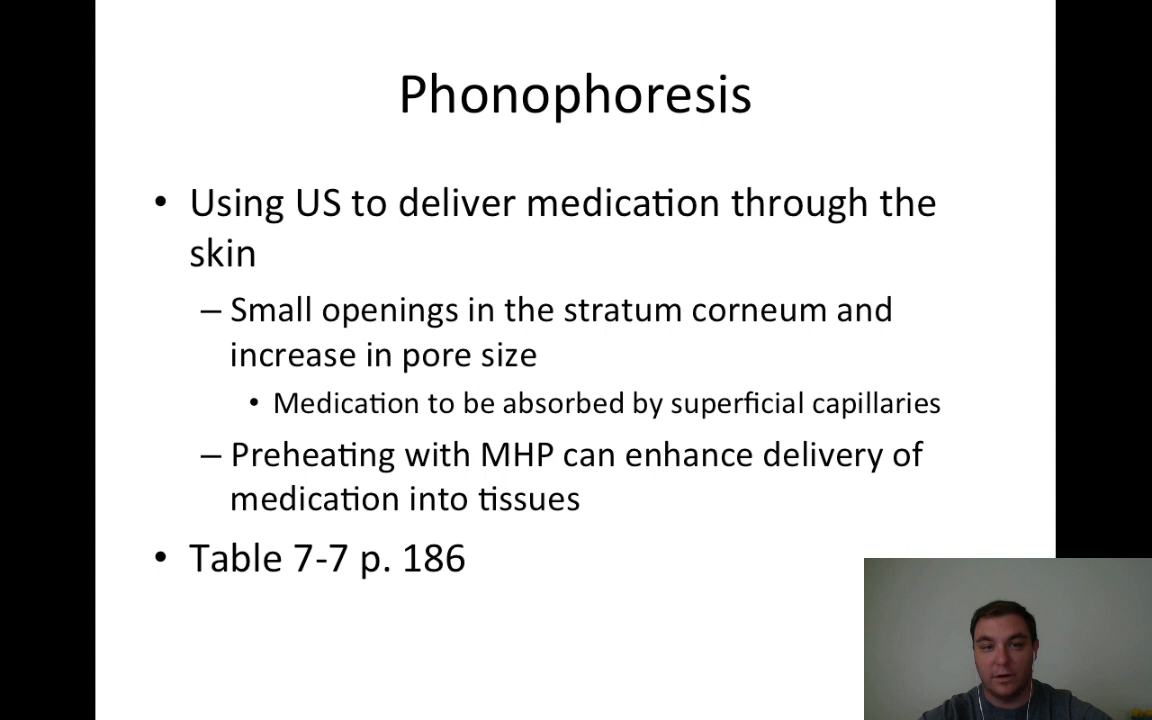 Phonophoresis
• Using US to deliver medication through the
skin
– Small openings in the stratum corneum and
increase in pore size
• Medication to be absorbed by superficial capillaries
– Preheating with MHP can enhance delivery of
medication into tissues
• Table 7-7 p. 186